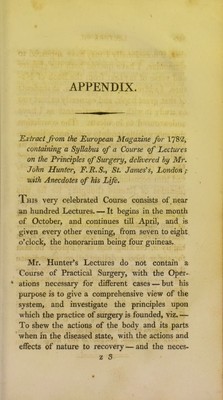 APPENDIX.
Extract from the European Magazine for 1782,
containing a Syllabus of a Course of Lectures
on the Principles of Surgery, delivered by Mr.
John Hunter, F.R.S., St. James's, London;
with Anecdotes of his Life.
This very celebrated Course consists of near
an hundred Lectures. — It begins in the month
of October, and continues till April, and is
given every other evening, from seven to eight
o'clock, the honorarium being four guineas.
Mr. Hunter's Lectures do not contain a
Course of Practical Surgery, with the Oper-
ations necessary for different cases — but his
purpose is to give a comprehensive view of the
system, and investigate the principles upon
which the practice of surgery is founded, viz. —
To shew the actions of the body and its parts
when in the diseased state, with the actions and
effects of nature to recovery — and the neces-
z 3